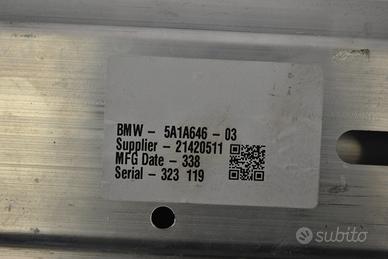 BMW - 5A1A646 - 03
Supplier - 21420511
MFG Date - 338
Serial - 323 119
subito